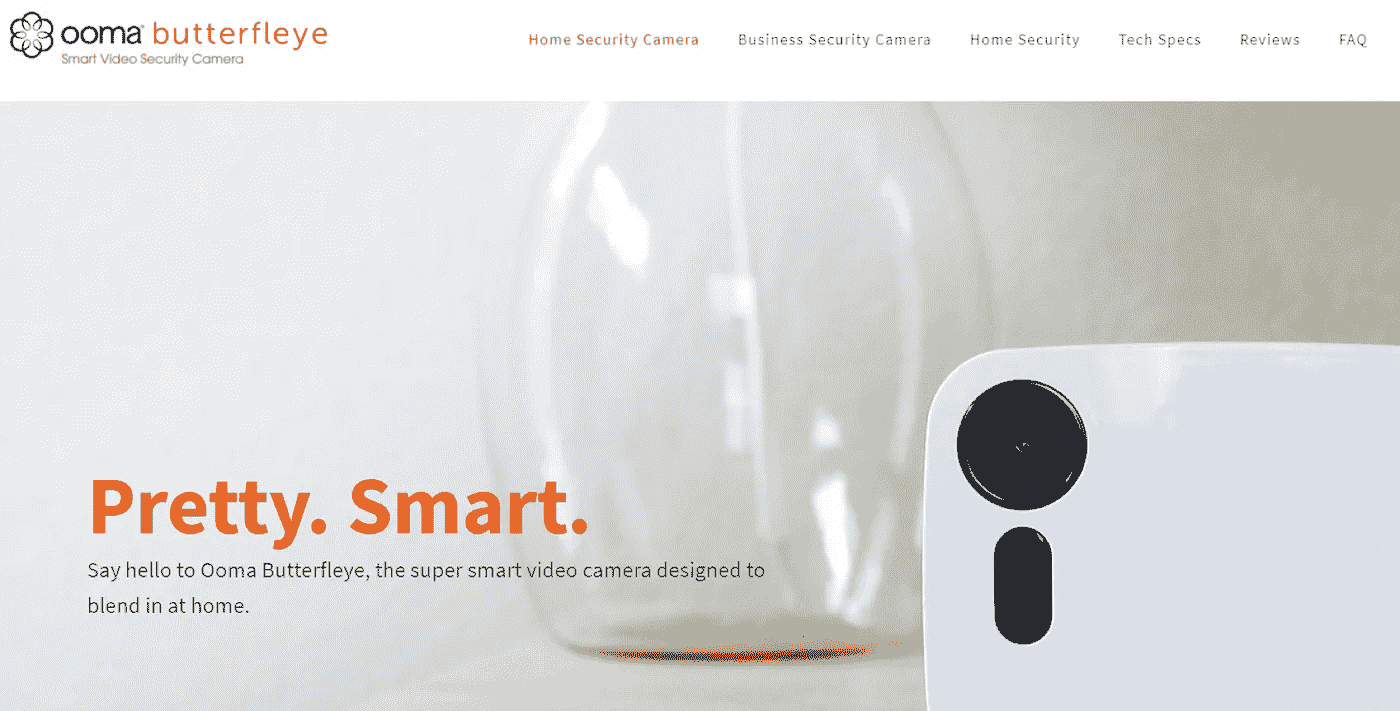 ooma® butterfleye
Smart Video Security Camera
Home Security Camera
Business Security Camera
Home Security
Tech Specs
Reviews
FAQ
Pretty. Smart.
Say hello to Ooma Butterfleye, the super smart video camera designed to
blend in at home.